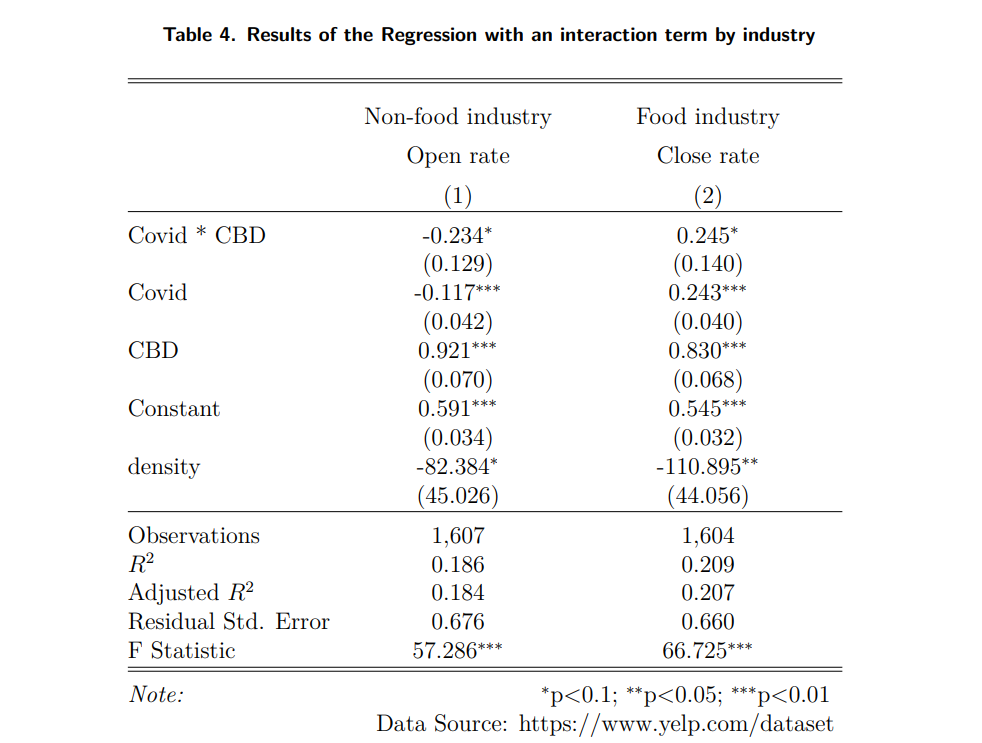 Table 4. Results of the Regression with an interaction term by industry
Non-food industry Food industry
Open rate Close rate
(1) (2)
Covid * CBD -0.234* 0.245*
(0.129) (0.140)
Covid -0.117*** 0.243***
(0.042) (0.040)
CBD 0.921*** 0.830***
(0.070) (0.068)
Constant 0.591*** 0.545***
(0.034) (0.032)
density -82.384* -110.895**
(45.026) (44.056)
Observations 1,607 1,604
R² 0.186 0.209
Adjusted R² 0.184 0.207
Residual Std. Error 0.676 0.660
F Statistic 57.286*** 66.725***
Note: *p<0.1; **p<0.05; ***p<0.01
Data Source: https://www.yelp.com/dataset